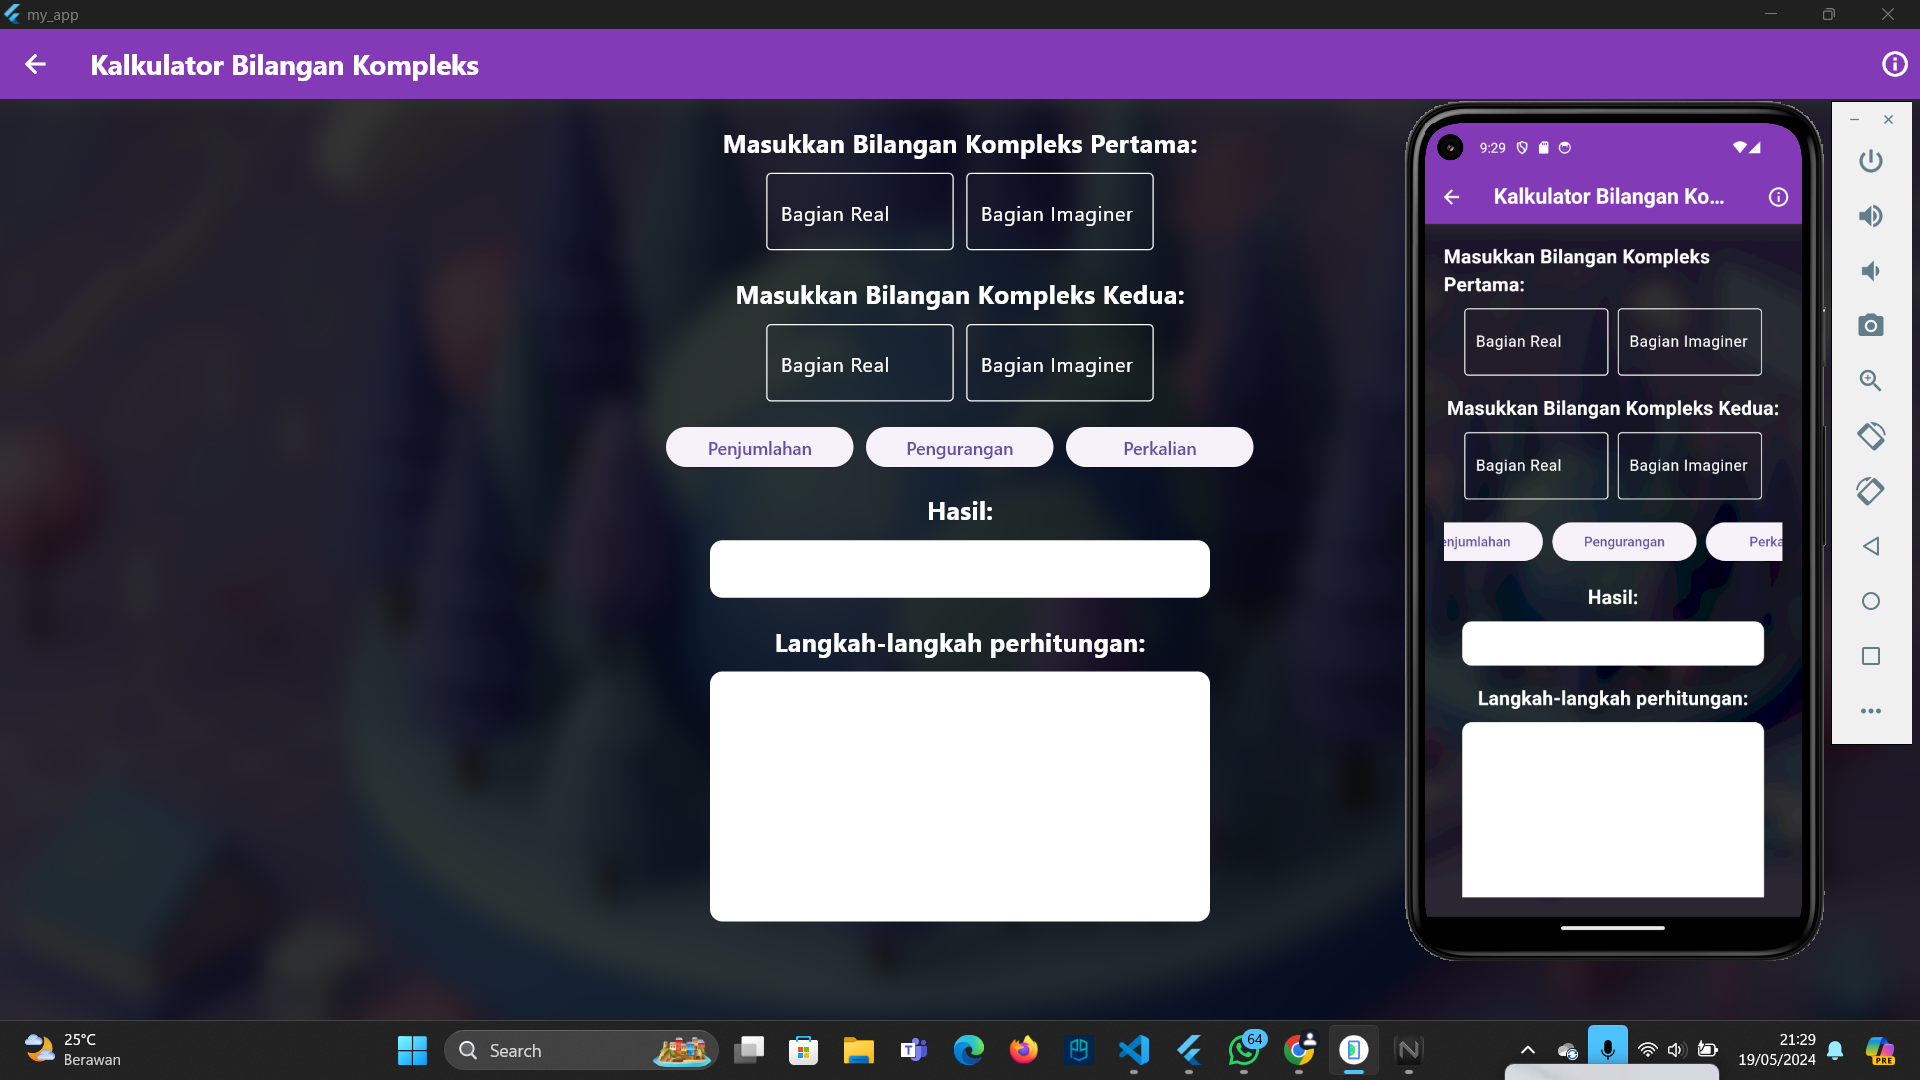 my_app
Kalkulator Bilangan Kompleks
Masukkan Bilangan Kompleks Pertama:
Bagian Real
Bagian Imaginer
Masukkan Bilangan Kompleks Kedua:
Bagian Real
Bagian Imaginer
Penjumlahan
Pengurangan
Perkalian
Hasil:
Langkah-langkah perhitungan:
9:29
Kalkulator Bilangan Ko...
Masukkan Bilangan Kompleks
Pertama:
Bagian Real
Bagian Imaginer
Masukkan Bilangan Kompleks Kedua:
Bagian Real
Bagian Imaginer
enjumlahan
Pengurangan
Perka
Hasil:
Langkah-langkah perhitungan:
25°C
Berawan
Search
64
21:29
19/05/2024
PRE